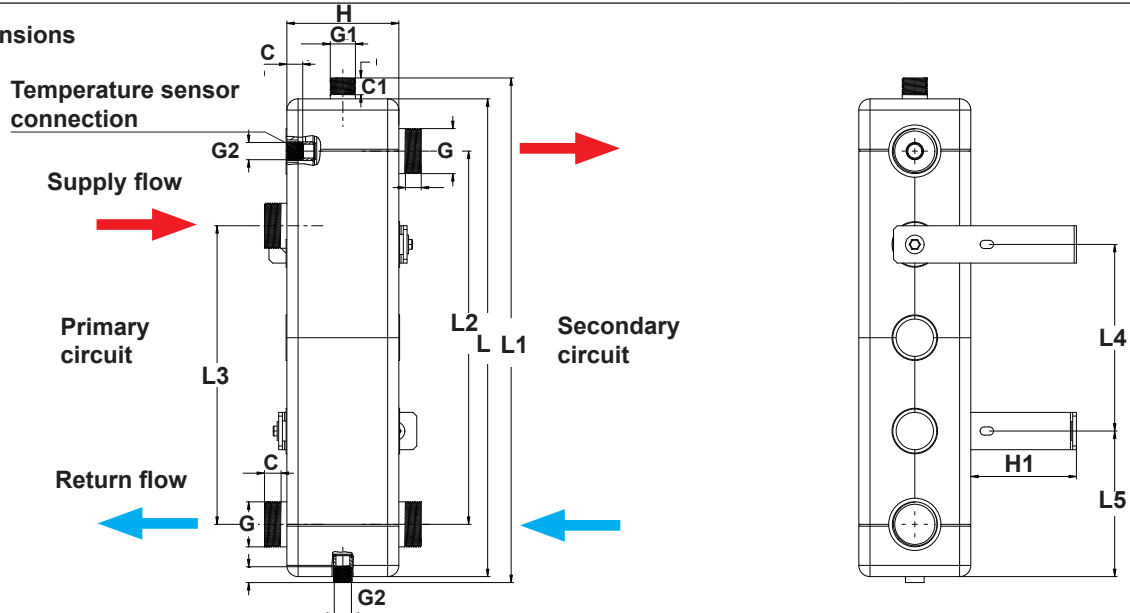 nsions
H
G1
C
C1
Temperature sensor
connection
G2
G
Supply flow
Primary
circuit
L3
L2
L
L1
Secondary
circuit
L4
C
Return flow
G
H1
L5
G2